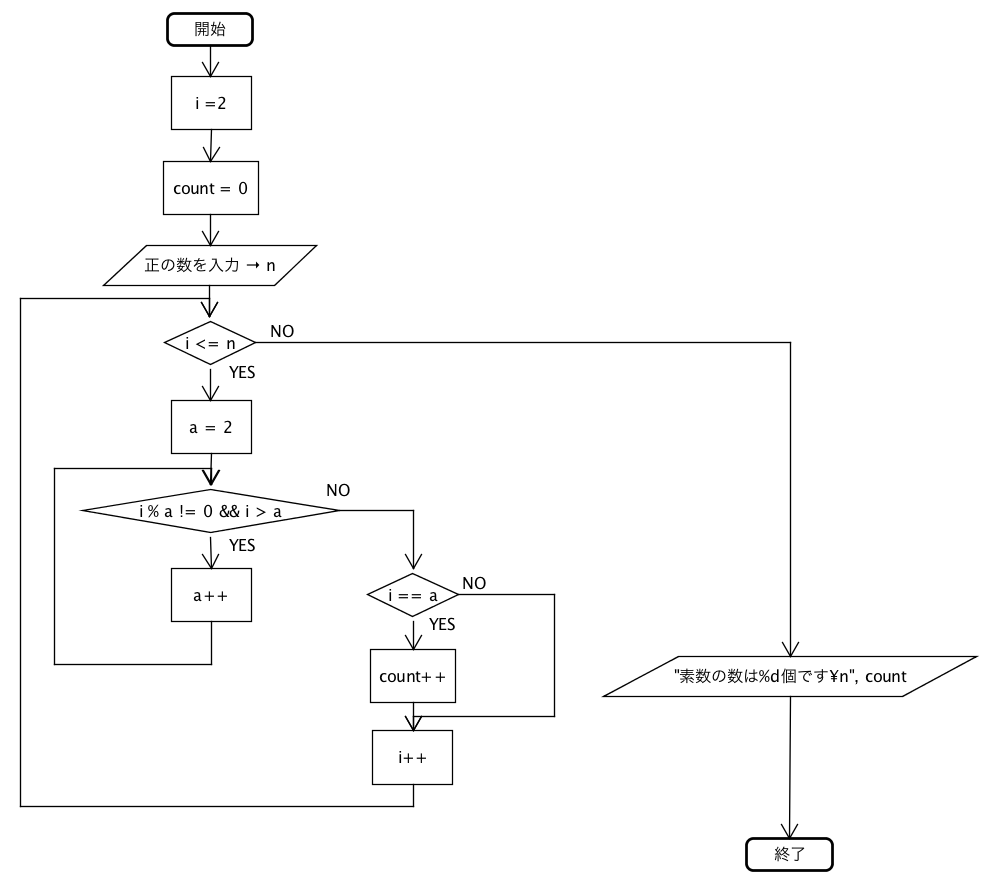 開始
i =2
count = 0
正の数を入力 → n
i <= n
NO
YES
a = 2
i % a != 0 && i > a
NO
YES
a++
i == a
NO
YES
count++
i++
"素数の数は%d個です¥n", count
終了